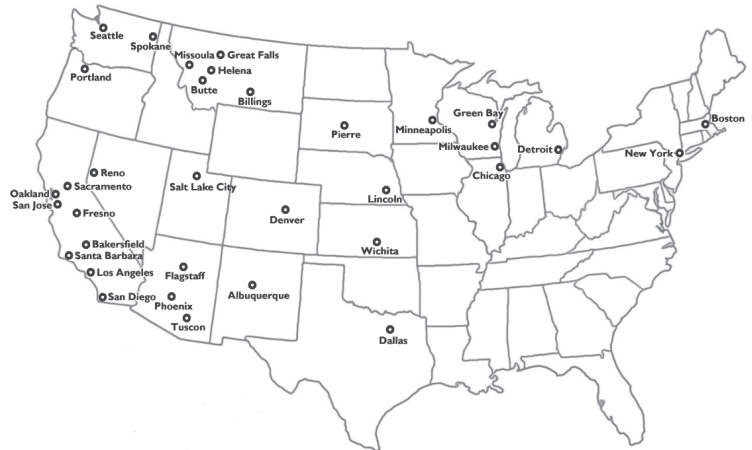 Seattle
Spokane
Missoula
Great Falls
Helena
Portland
Butte
Billings
Green Bay
Boston
Minneapolis
Pierre
Milwaukee
Detroit
New York
Chicago
Reno
Salt Lake City
Sacramento
Oakland
Lincoln
San Jose
Fresno
Denver
Bakersfield
Wichita
Santa Barbara
Los Angeles
Flagstaff
Albuquerque
San Diego
Phoenix
Tuscon
Dallas